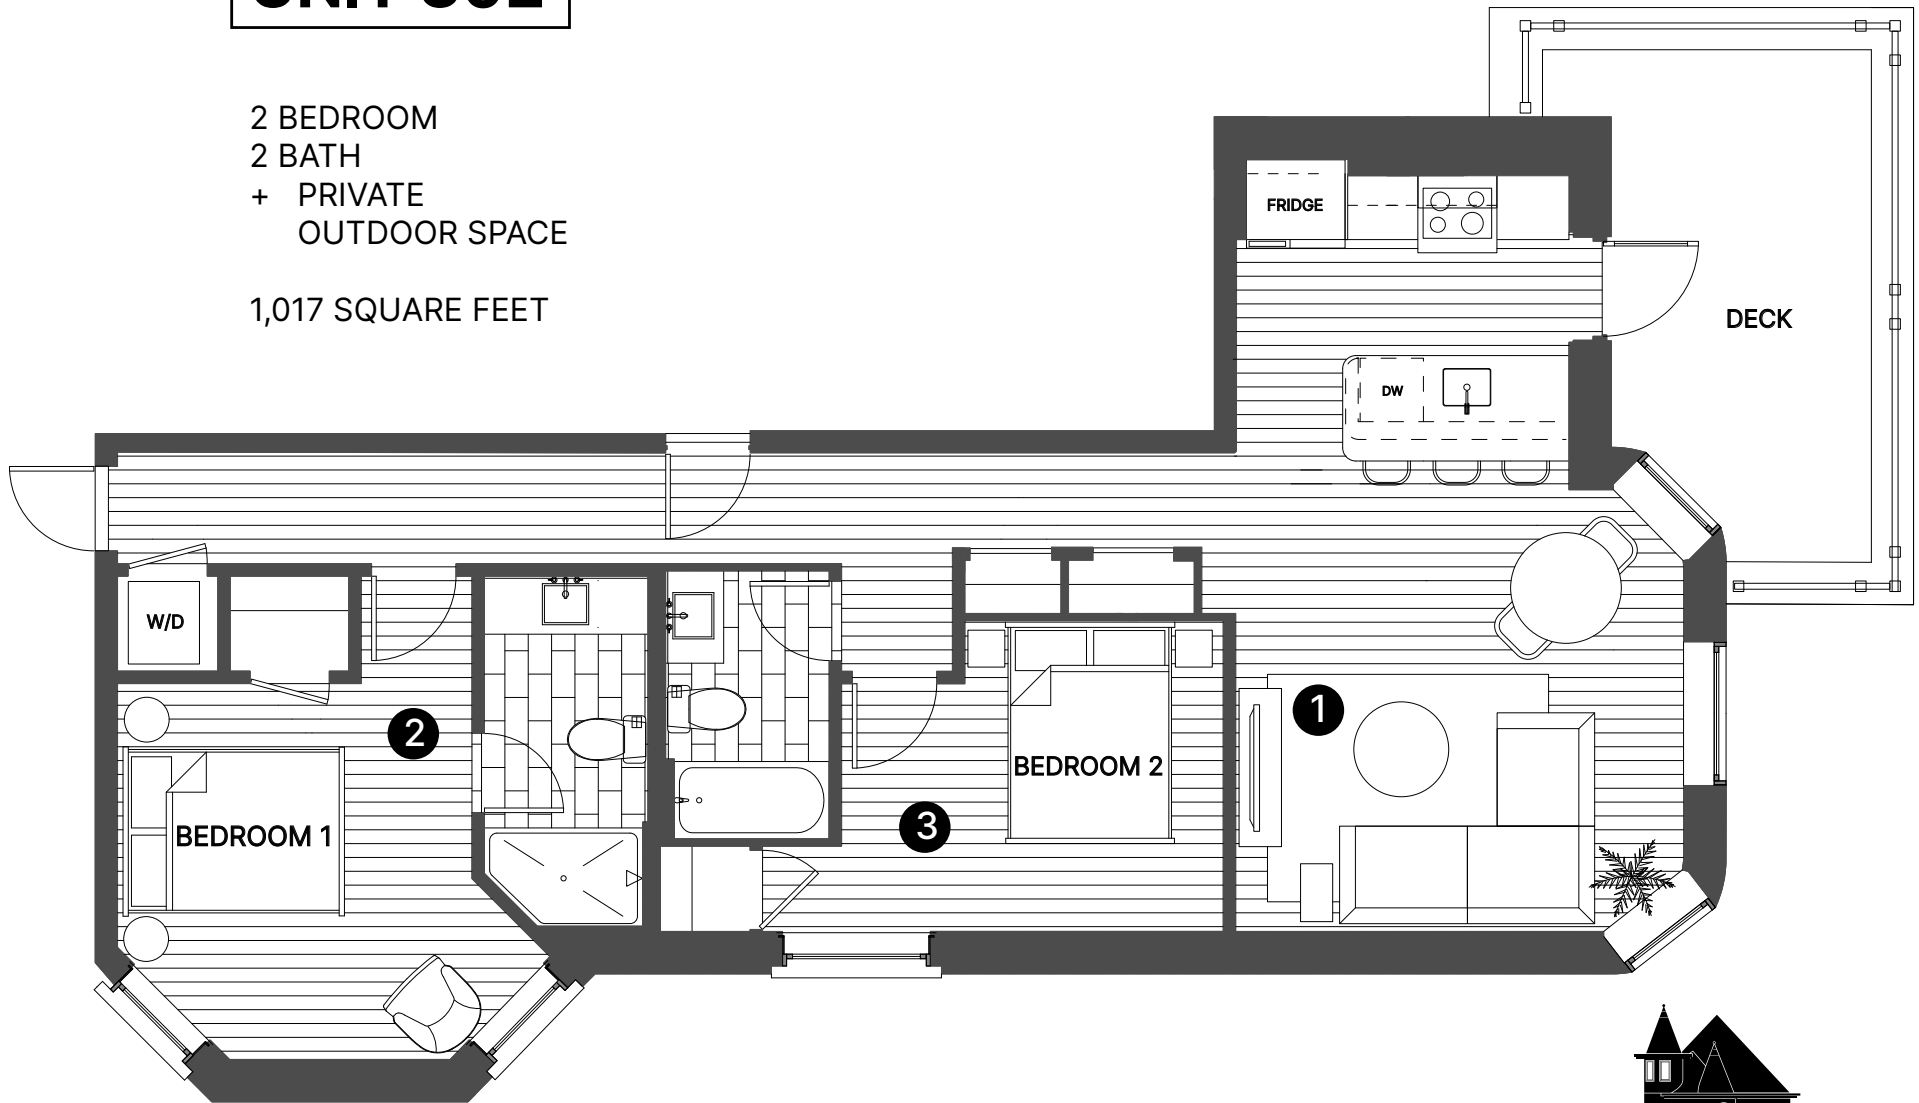 2 BEDROOM
2 BATH
+ PRIVATE
OUTDOOR SPACE
1,017 SQUARE FEET
FRIDGE
DECK
DW
W/D
1
2
BEDROOM 2
3
BEDROOM 1